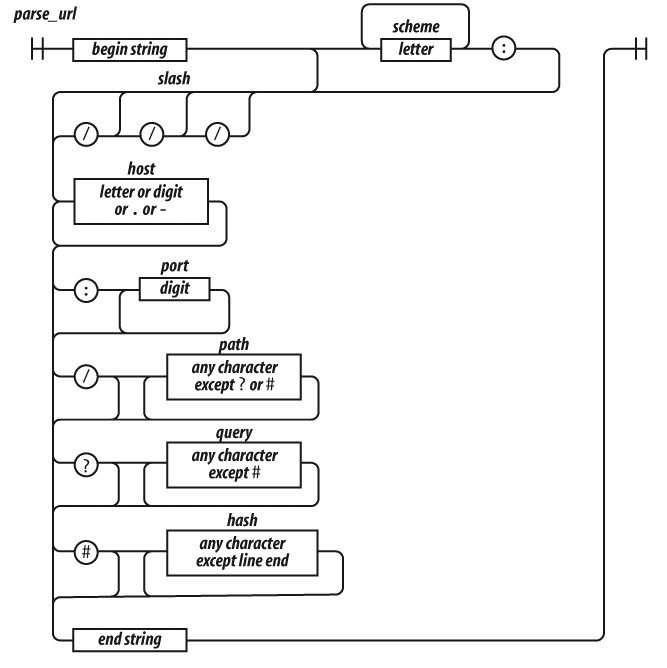 parse_url
begin string
scheme
letter
:
slash
/ / /
host
letter or digit
or . or -
port
: digit
path
/ any character
except ? or #
query
? any character
except #
hash
# any character
except line end
end string